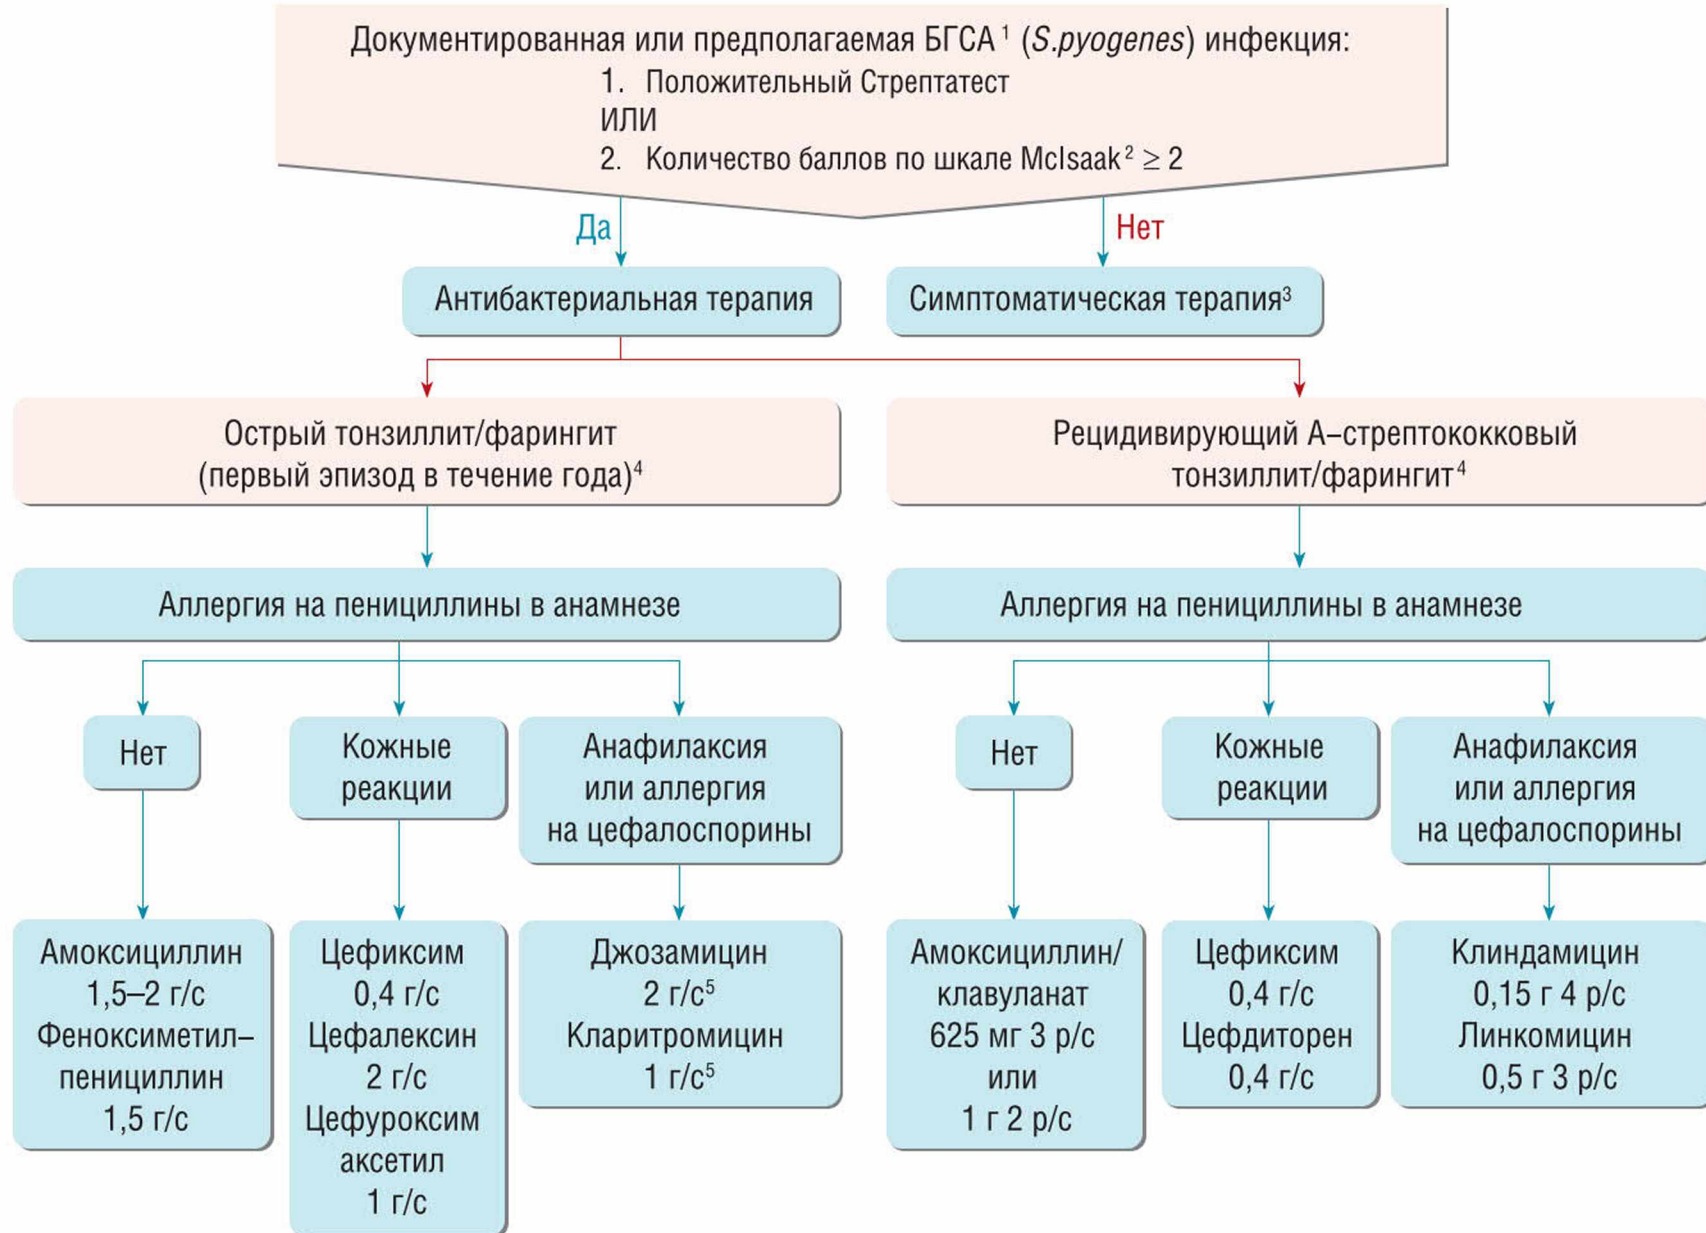 Документированная или предполагаемая БГСА¹ (S.pyogenes) инфекция:
1. Положительный Стрептатест
ИЛИ
2. Количество баллов по шкале McIsaak² ≥ 2
Да
Нет
Антибактериальная терапия
Симптоматическая терапия³
Острый тонзиллит/фарингит
(первый эпизод в течение года)⁴
Рецидивирующий А–стрептококковый
тонзиллит/фарингит⁴
Аллергия на пенициллины в анамнезе
Аллергия на пенициллины в анамнезе
Нет
Кожные
реакции
Анафилаксия
или аллергия
на цефалоспорины
Нет
Кожные
реакции
Анафилаксия
или аллергия
на цефалоспорины
Амоксициллин
1,5–2 г/с
Феноксиметил–
пенициллин
1,5 г/с
Цефиксим
0,4 г/с
Цефалексин
2 г/с
Цефуроксим
аксетил
1 г/с
Джозамицин
2 г/с⁵
Кларитромицин
1 г/с⁵
Амоксициллин/
клавуланат
625 мг 3 р/с
или
1 г 2 р/с
Цефиксим
0,4 г/с
Цефдиторен
0,4 г/с
Клиндамицин
0,15 г 4 р/с
Линкомицин
0,5 г 3 р/с